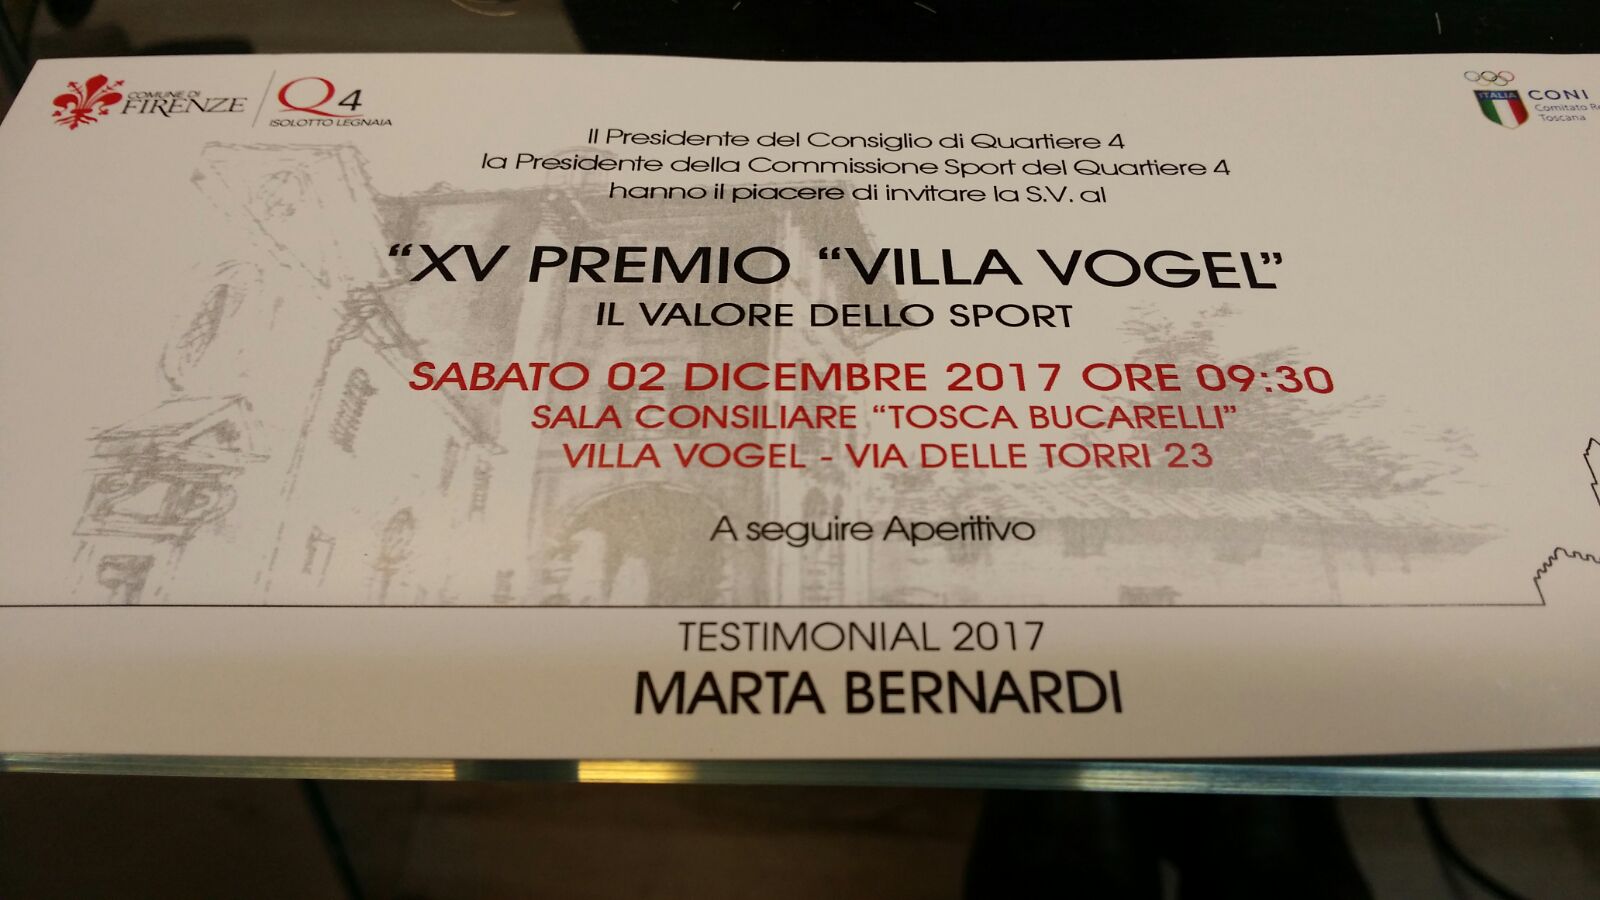 COMUNE DI
FIRENZE
Q4
ISOLOTTO LEGNAIA
ITALIA
CONI
Comitato
Toscana
Il Presidente del Consiglio di Quartiere 4
la Presidente della Commissione Sport del Quartiere 4
hanno il piacere di invitare la S.V. al
“XV PREMIO “VILLA VOGEL”
IL VALORE DELLO SPORT
SABATO 02 DICEMBRE 2017 ORE 09:30
SALA CONSILIARE “TOSCA BUCARELLI”
VILLA VOGEL - VIA DELLE TORRI 23
A seguire Aperitivo
TESTIMONIAL 2017
MARTA BERNARDI